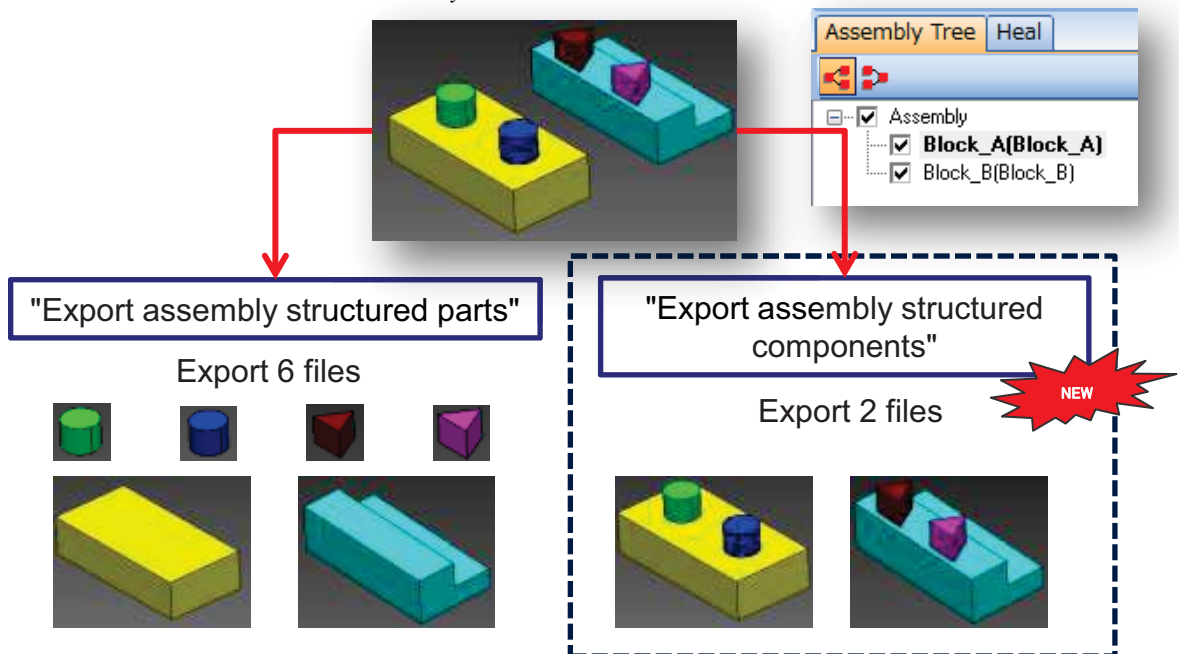 Assembly Tree Heal
Assembly
Block_A(Block_A)
Block_B(Block_B)
"Export assembly structured parts"
Export 6 files
"Export assembly structured
components"
NEW
Export 2 files